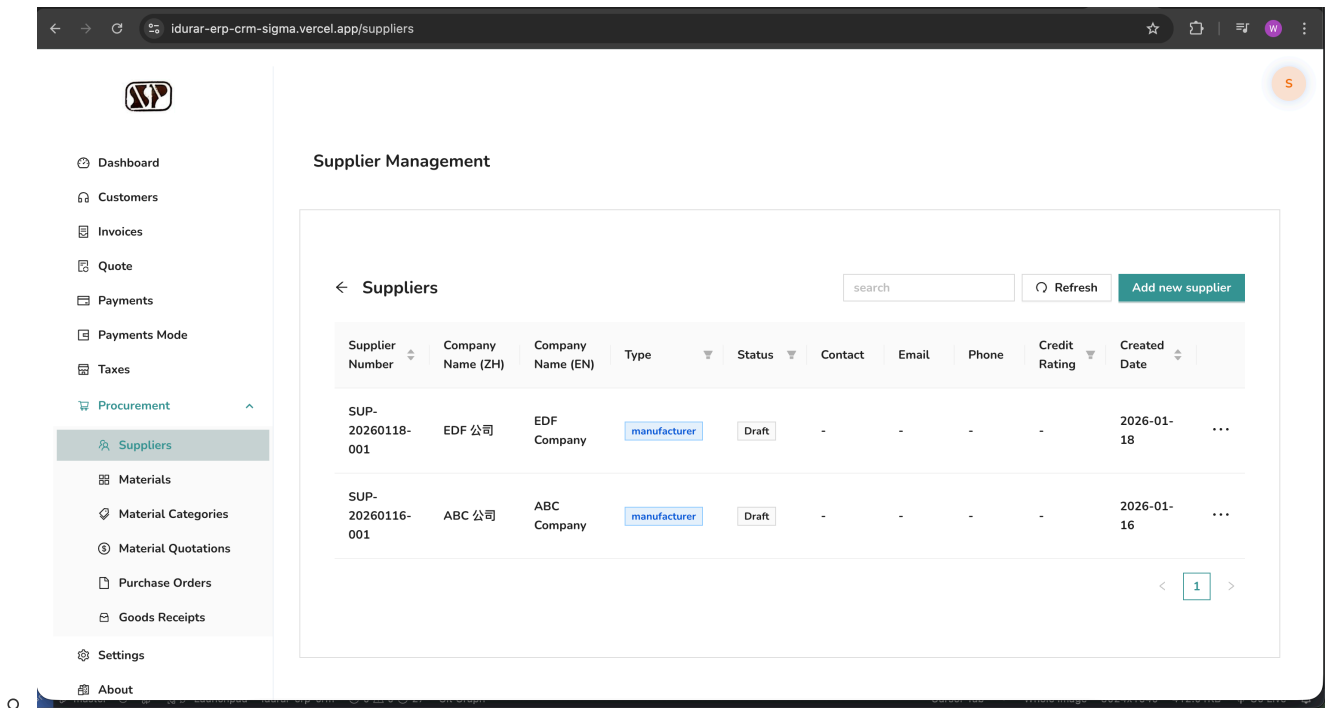 idurar-erp-crm-sigma.vercel.app/suppliers
W
SP
S
Dashboard
Customers
Invoices
Quote
Payments
Payments Mode
Taxes
Procurement
Suppliers
Materials
Material Categories
Material Quotations
Purchase Orders
Goods Receipts
Settings
About
Supplier Management
Suppliers
search
Refresh
Add new supplier
Supplier Number
Company Name (ZH)
Company Name (EN)
Type
Status
Contact
Email
Phone
Credit Rating
Created Date
SUP-
20260118-
001
EDF 公司
EDF
Company
manufacturer
Draft
-
-
-
-
2026-01-
18
SUP-
20260116-
001
ABC 公司
ABC
Company
manufacturer
Draft
-
-
-
-
2026-01-
16
1